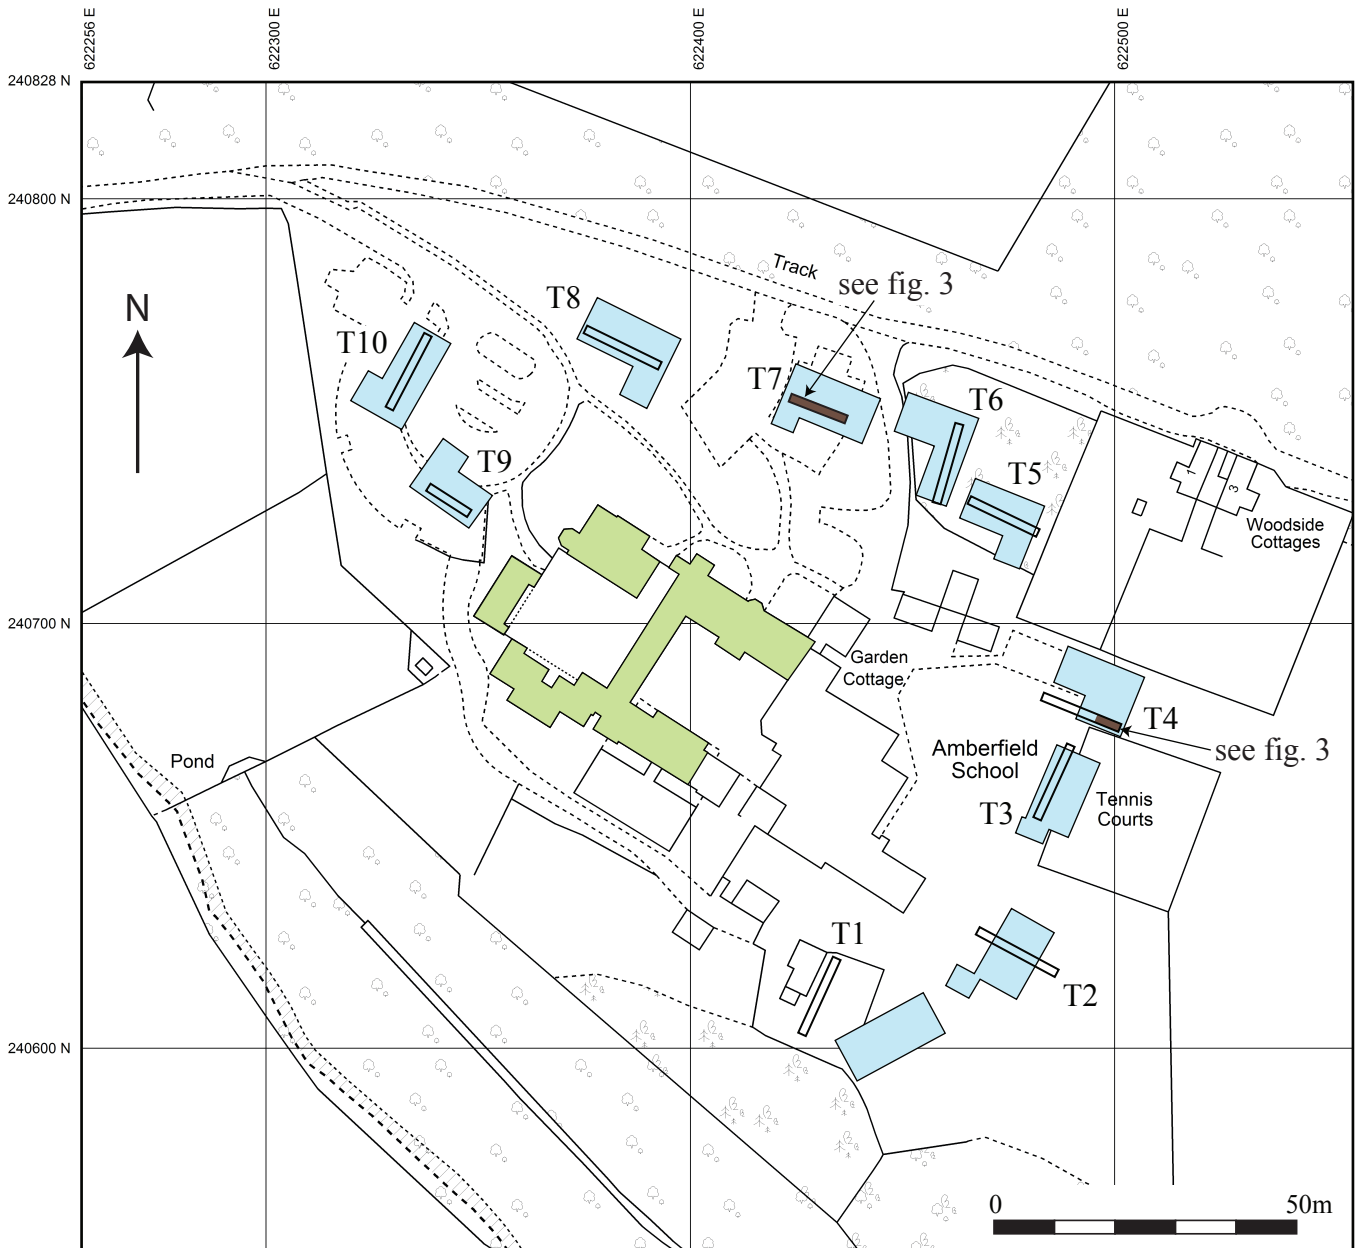 622256 E
622300 E
622400 E
622500 E
240828 N
240800 N
N
Track
see fig. 3
T8
T10
T7
T6
T9
T5
1
3
Woodside
Cottages
240700 N
Garden
Cottage
T4
see fig. 3
Amberfield
School
Pond
T3
Tennis
Courts
T1
T2
240600 N
0
50m